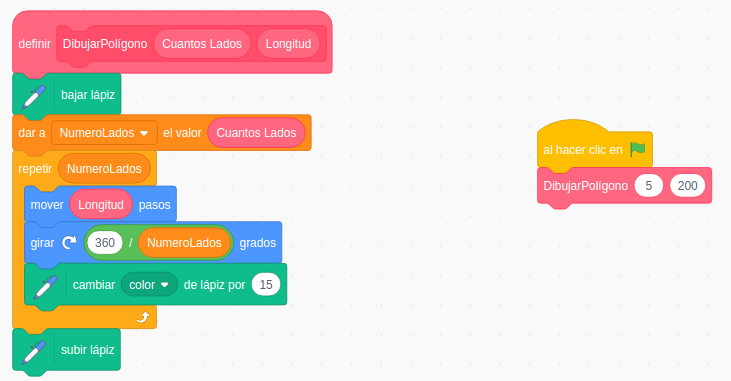 definir DibujarPolígono Cuantos Lados Longitud
bajar lápiz
dar a NumeroLados el valor Cuantos Lados
repetir NumeroLados
mover Longitud pasos
girar 360 / NumeroLados grados
cambiar color de lápiz por 15
subir lápiz
al hacer clic en
DibujarPolígono 5 200